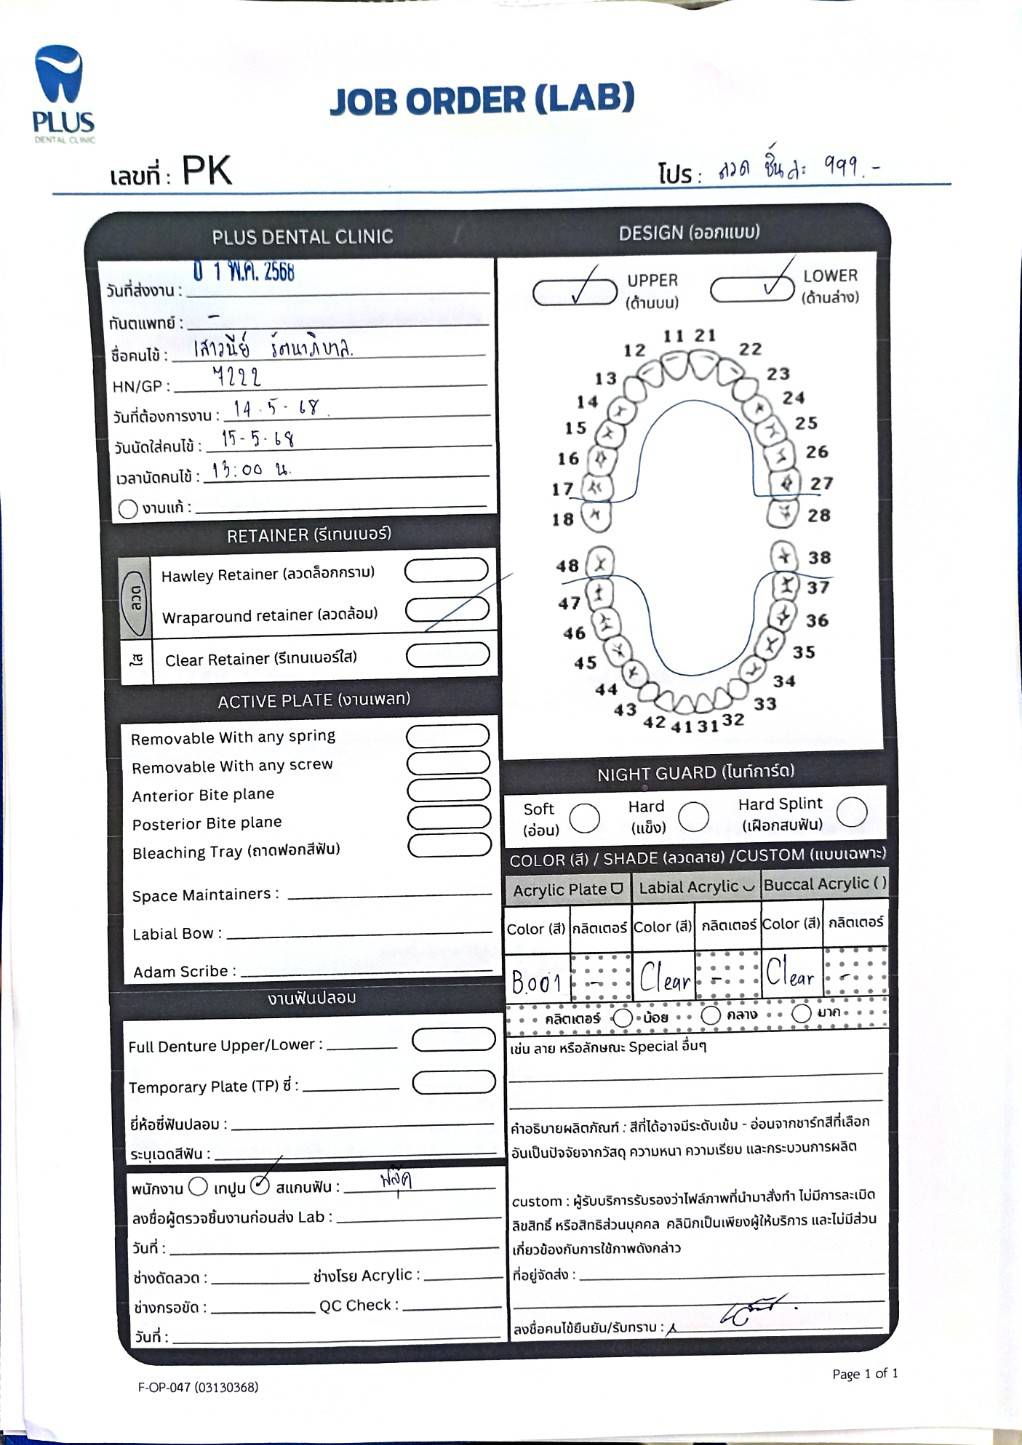 PLUS
DENTAL CLINIC
JOB ORDER (LAB)
เลขที่ : PK
โปร : ลวด ชิ้นละ 999.-
PLUS DENTAL CLINIC
วันที่ส่งงาน : 1 พ.ค. 2568
ทันตแพทย์ : -
ชื่อคนไข้ : เสาวนีย์ รัตนาภิบาล.
HN/GP : 7222
วันที่ต้องการงาน : 14.5-68
วันนัดใส่คนไข้ : 15-5-68
เวลานัดคนไข้ : 13:00 น.
งานแก้ :
DESIGN (ออกแบบ)
UPPER
(ด้านบน)
LOWER
(ด้านล่าง)
11 21
12 22
13 23
14 24
15 25
16 26
17 27
18 28
48 38
47 37
46 36
45 35
44 34
43 33
42 41 31 32
RETAINER (รีเทนเนอร์)
ลวด
Hawley Retainer (ลวดล็อกกราม)
Wraparound retainer (ลวดล้อม)
ใส
Clear Retainer (รีเทนเนอร์ใส)
ACTIVE PLATE (งานเพลท)
Removable With any spring
Removable With any screw
Anterior Bite plane
Posterior Bite plane
Bleaching Tray (ถาดฟอกสีฟัน)
Space Maintainers :
Labial Bow :
Adam Scribe :
งานฟันปลอม
Full Denture Upper/Lower :
Temporary Plate (TP) ซี่ :
ยี่ห้อซี่ฟันปลอม :
ระบุเฉดสีฟัน :
พนักงาน เทปูน สแกนฟัน :
ลงชื่อผู้ตรวจชิ้นงานก่อนส่ง Lab :
วันที่ :
ช่างดัดลวด : ช่างโรย Acrylic :
ช่างกรอขัด : QC Check :
วันที่ :
NIGHT GUARD (ไนท์การ์ด)
Soft
(อ่อน)
Hard
(แข็ง)
Hard Splint
(เฝือกสบฟัน)
COLOR (สี) / SHADE (ลวดลาย) /CUSTOM (แบบเฉพาะ)
Acrylic Plate Labial Acrylic Buccal Acrylic ( )
Color (สี) กลิตเตอร์ Color (สี) กลิตเตอร์ Color (สี) กลิตเตอร์
B.001 - Clear - Clear -
กลิตเตอร์ น้อย กลาง มาก
เช่น ลาย หรือลักษณะ Special อื่นๆ
คำอธิบายผลิตภัณฑ์ : สีที่ได้อาจมีระดับเข้ม - อ่อนจากชาร์ทสีที่เลือก
อันเป็นปัจจัยจากวัสดุ ความหนา ความเรียบ และกระบวนการผลิต
custom : ผู้รับบริการรับรองว่าไฟล์ภาพที่นำมาสั่งทำ ไม่มีการละเมิด
ลิขสิทธิ์ หรือสิทธิส่วนบุคคล คลินิกเป็นเพียงผู้ให้บริการ และไม่มีส่วน
เกี่ยวข้องกับการใช้ภาพดังกล่าว
ที่อยู่จัดส่ง :
ลงชื่อคนไข้ยืนยัน/รับทราบ :
F-OP-047 (03130368)
Page 1 of 1